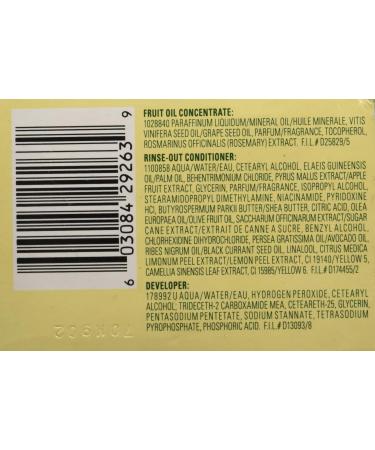 FRUIT OIL CONCENTRATE:
1028840 PARAFFINUM LIQUIDUM/MINERAL OIL/HUILE MINERALE, VITIS
VINIFERA SEED OIL/GRAPE SEED OIL, PARFUM/FRAGRANCE, TOCOPHEROL,
ROSMARINUS OFFICINALIS (ROSEMARY) EXTRACT. F.I.L# D25829/5
RINSE-OUT CONDITIONER:
1100858 AQUA/WATER/EAU, CETEARYL ALCOHOL, ELAEIS GUINEENSIS
OIL/PALM OIL, BEHENTRIMONIUM CHLORIDE, PYRUS MALUS EXTRACT/APPLE
FRUIT EXTRACT, GLYCERIN, PARFUM/FRAGRANCE, ISOPROPYL ALCOHOL,
STEARAMIDOPROPYL DIMETHYLAMINE, NIACINAMIDE, PYRIDOXINE
HCI, BUTYROSPERMUM PARKII BUTTER/SHEA BUTTER, CITRIC ACID, OLEA
EUROPAEA OIL/OLIVE FRUIT OIL, SACCHARUM OFFICINARUM EXTRACT/SUGAR
CANE EXTRACT/EXTRAIT DE CANNE A SUCRE, BENZYL ALCOHOL,
CHLORHEXIDINE DIHYDROCHLORIDE, PERSEA GRATISSIMA OIL/AVOCADO OIL,
RIBES NIGRUM OIL/BLACK CURRANT SEED OIL, LINALOOL, CITRUS MEDICA
LIMONUM PEEL EXTRACT/LEMON PEEL EXTRACT, CI 19140/YELLOW 5,
CAMELLIA SINENSIS LEAF EXTRACT, CI 15985/YELLOW 6. F.I.L.# D174455/2
DEVELOPER:
178992 U AQUA/WATER/EAU, HYDROGEN PEROXIDE, CETEARYL
ALCOHOL, TRIDECETH-2 CARBOXAMIDE MEA, CETEARETH-25, GLYCERIN,
PENTASODIUM PENTETATE, SODIUM STANNATE, TETRASODIUM
PYROPHOSPHATE, PHOSPHORIC ACID. F.I.L.# D13093/8
6 03084 29263 9